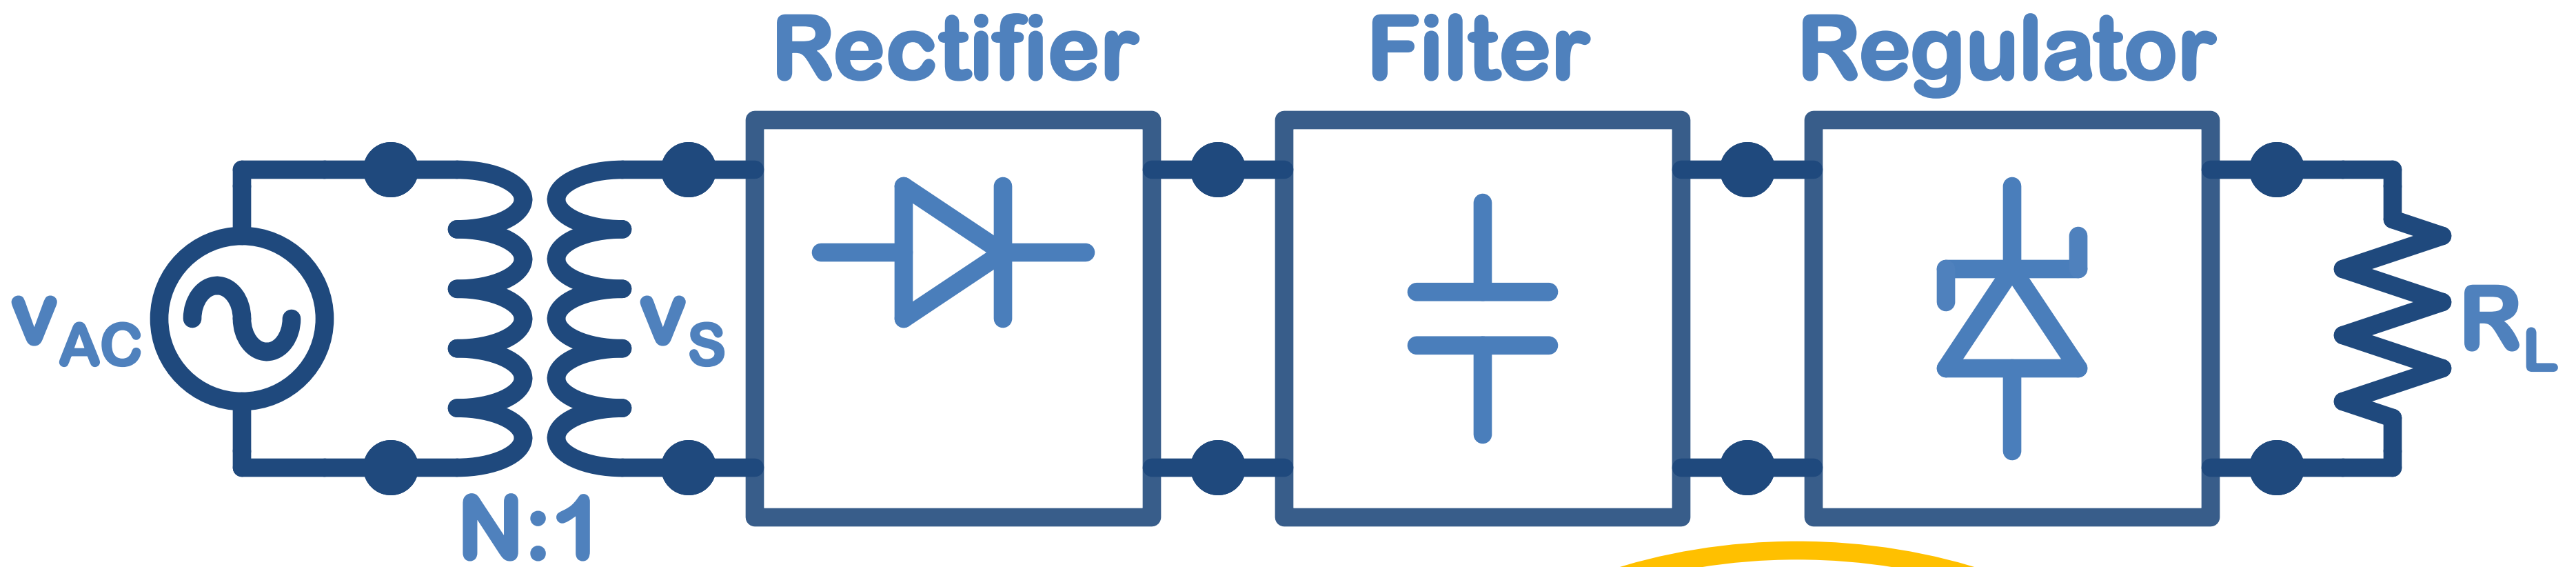 Rectifier
Filter
Regulator
vAC
vS
RL
N:1